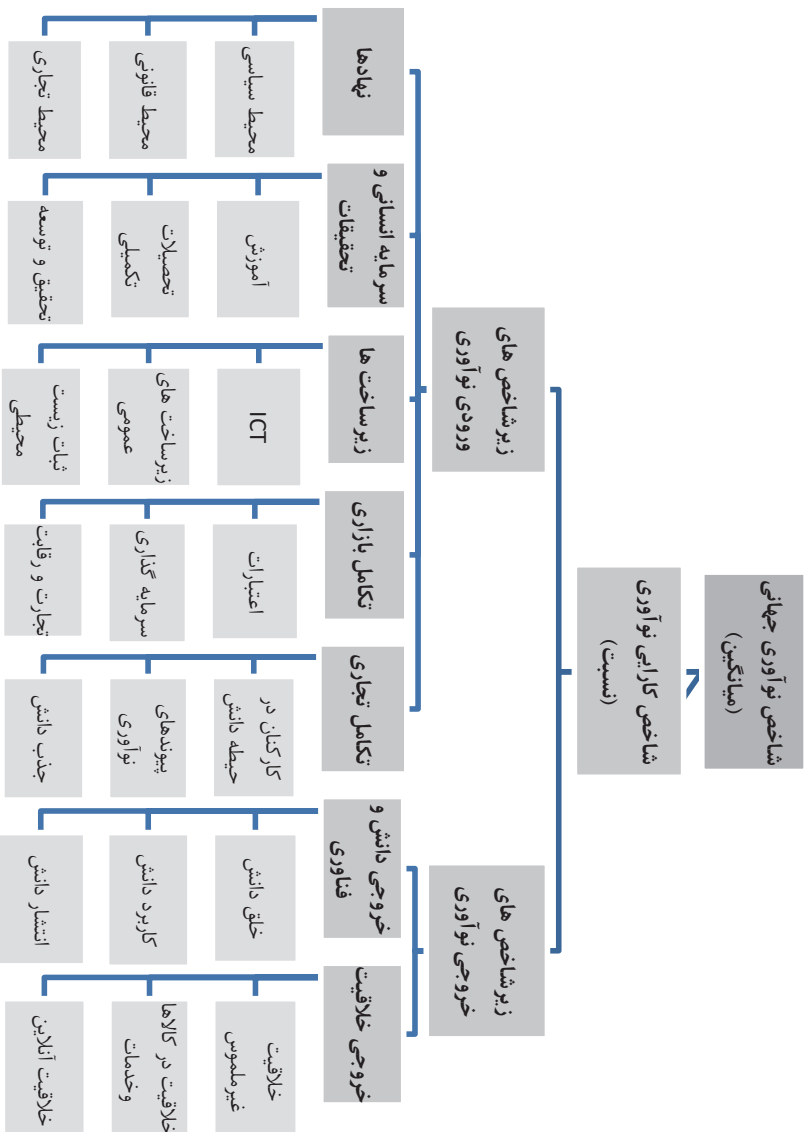 شاخص نوآوری جهانی
(میانگین)
شاخص کارایی نوآوری
(نسبت)
زیرشاخص های
ورودی نوآوری
زیرشاخص های
خروجی نوآوری
نهادها
محیط سیاسی
محیط قانونی
محیط تجاری
سرمایه انسانی و
تحقیقات
آموزش
تحصیلات
تکمیلی
تحقیق و توسعه
زیرساخت ها
ICT
زیرساخت های
عمومی
ثبات زیست
محیطی
تکامل بازاری
اعتبارات
سرمایه گذاری
تجارت و رقابت
تکامل تجاری
کارکنان در
حیطه دانش
پیوندهای
نوآوری
جذب دانش
خروجی دانش و
فناوری
خلق دانش
کاربرد دانش
انتشار دانش
خروجی خلاقیت
خلاقیت
غیرملموس
خلاقیت در کالاها
وخدمات
خلاقیت آنلاین